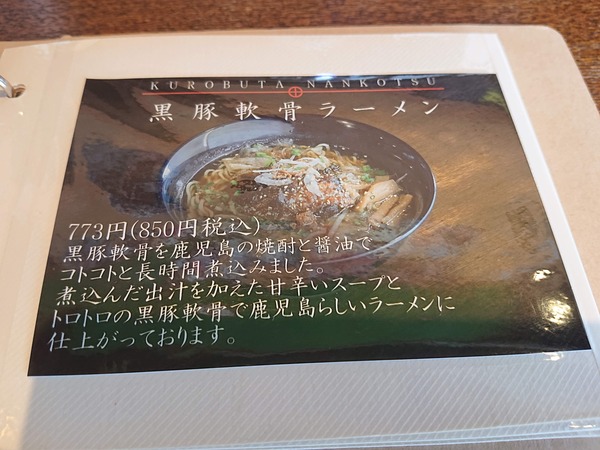 KUROBUTA NANKOTSU
黒豚軟骨ラーメン
773円(850円税込)
黒豚軟骨を鹿児島の焼酎と醤油で
コトコトと長時間煮込みました。
煮込んだ出汁を加えた甘辛いスープと
トロトロの黒豚軟骨で鹿児島らしいラーメンに
仕上がっております。